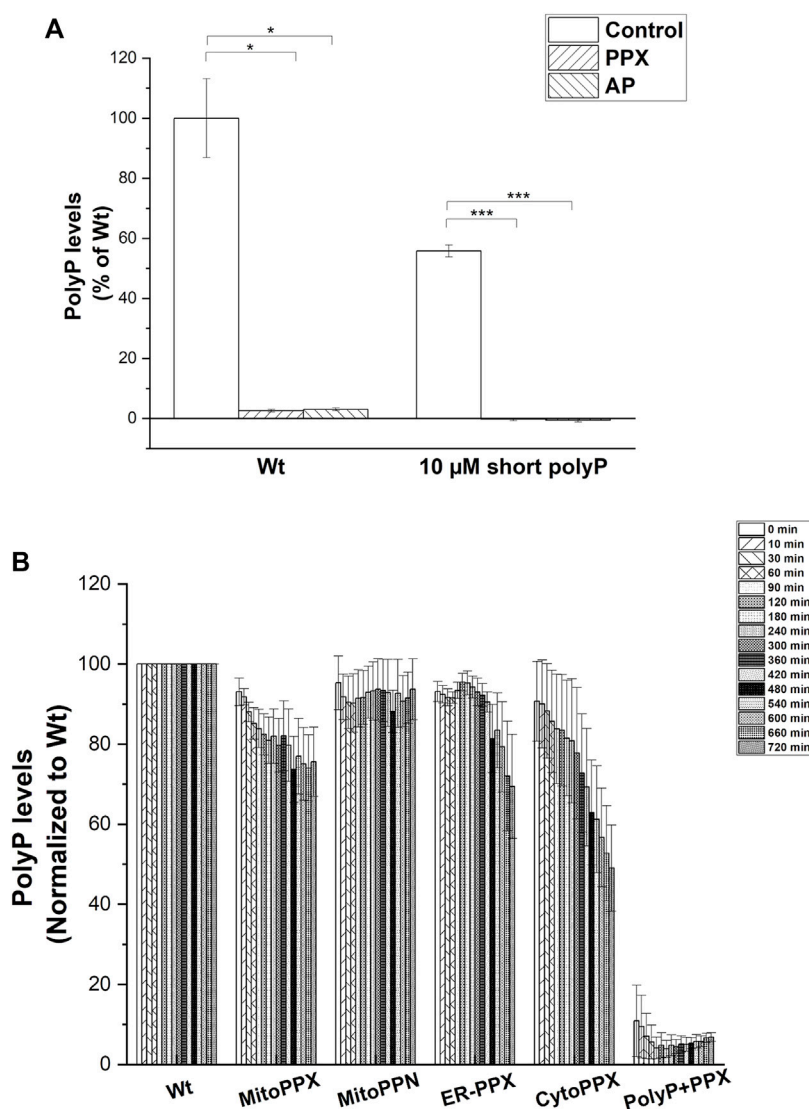 A
Control
PPX
AP
PolyP levels
(% of Wt)
120
100
80
60
40
20
0
*
*
***
***
Wt
10 µM short polyP
B
0 min
10 min
30 min
60 min
90 min
120 min
180 min
240 min
300 min
360 min
420 min
480 min
540 min
600 min
660 min
720 min
PolyP levels
(Normalized to Wt)
120
100
80
60
40
20
0
Wt
MitoPPX
MitoPPN
ER-PPX
CytoPPX
PolyP+PPX